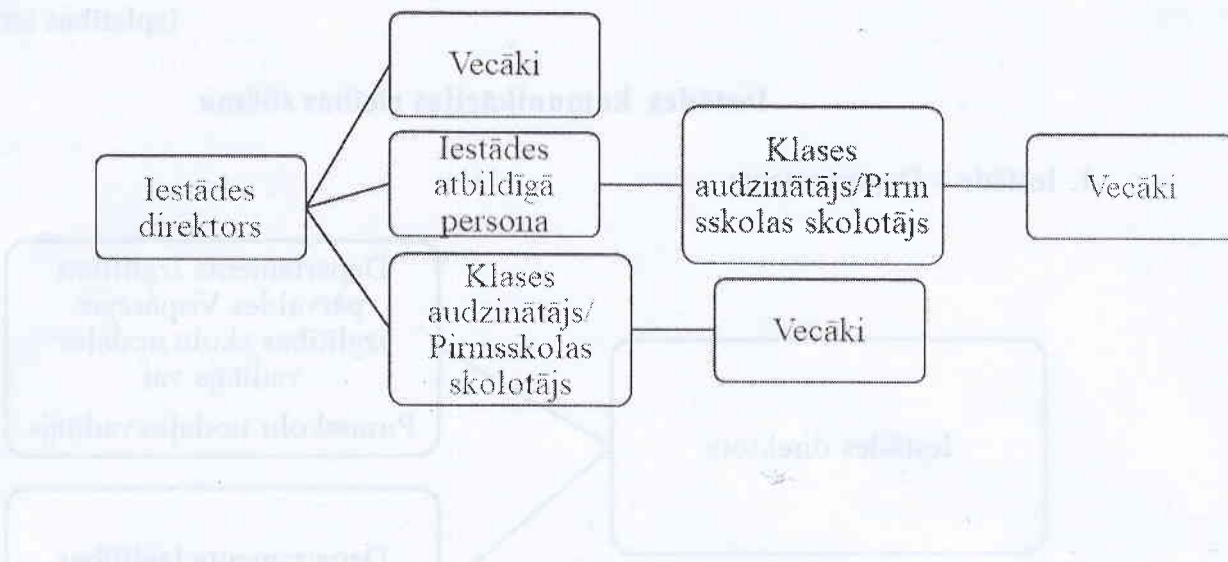 Vecāki
Iestādes
direktors
Iestādes
atbildīgā
persona
Klases
audzinātājs/Pirm
sskolas skolotājs
Vecāki
Klases
audzinātājs/
Pirmsskolas
skolotājs
Vecāki